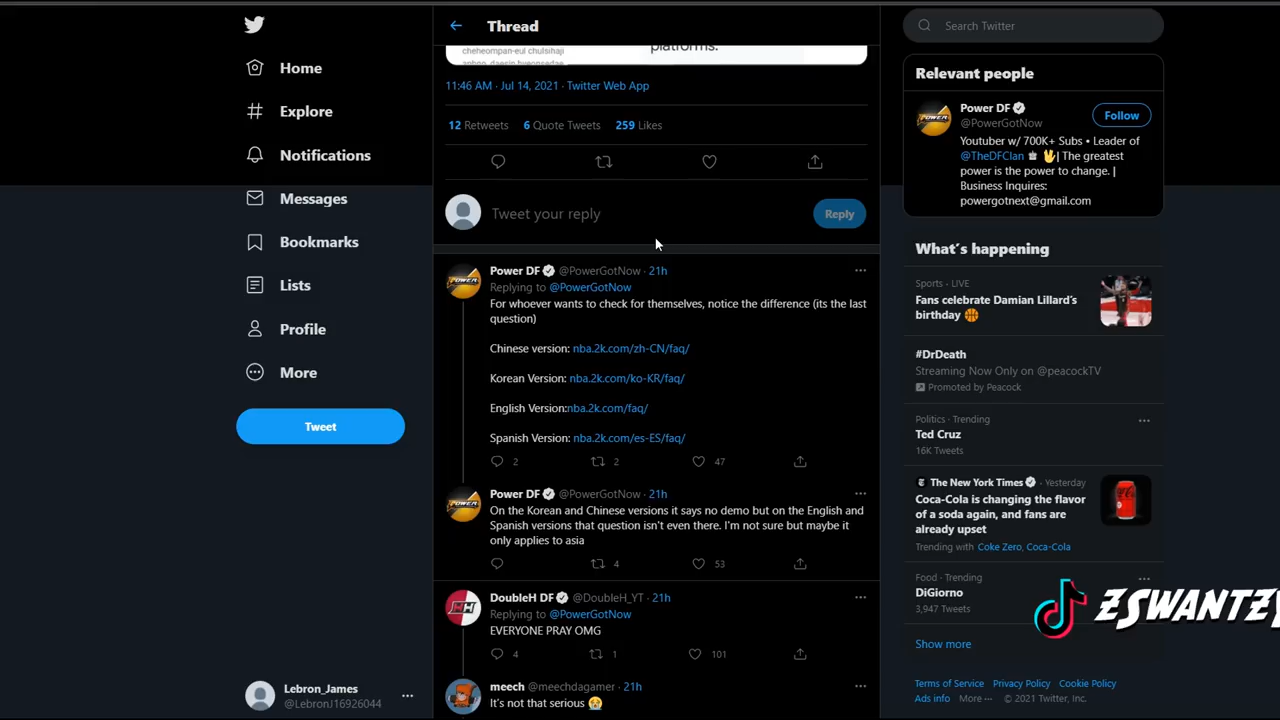 Thread
Search Twitter
cheheompan-eul chulsihaji
platforms.
Home
Explore
Notifications
Messages
Bookmarks
Lists
Profile
More
Tweet
Lebron_James
@LebronJ16926044
11:46 AM · Jul 14, 2021 · Twitter Web App
12 Retweets 6 Quote Tweets 259 Likes
Tweet your reply
Reply
Power DF @PowerGotNow · 21h
Replying to @PowerGotNow
For whoever wants to check for themselves, notice the difference (its the last
question)
Chinese version: nba.2k.com/zh-CN/faq/
Korean Version: nba.2k.com/ko-KR/faq/
English Version:nba.2k.com/faq/
Spanish Version: nba.2k.com/es-ES/faq/
2 2 47
Power DF @PowerGotNow · 21h
On the Korean and Chinese versions it says no demo but on the English and
Spanish versions that question isn't even there. I'm not sure but maybe it
only applies to asia
4 53
DoubleH DF @DoubleH_YT · 21h
Replying to @PowerGotNow
EVERYONE PRAY OMG
4 1 101
meech @meechdagamer · 21h
It's not that serious
Relevant people
Power DF
@PowerGotNow
Follow
Youtuber w/ 700K+ Subs • Leader of
@TheDFClan | The greatest
power is the power to change. |
Business Inquires:
powergotnext@gmail.com
What's happening
Sports · LIVE
Fans celebrate Damian Lillard's
birthday
#DrDeath
Streaming Now Only on @peacockTV
Promoted by Peacock
Politics · Trending
Ted Cruz
16K Tweets
The New York Times · Yesterday
Coca-Cola is changing the flavor
of a soda again, and fans are
already upset
Trending with Coke Zero, Coca-Cola
Food · Trending
DiGiorno
3,947 Tweets
Show more
ZSWANTZY
Terms of Service Privacy Policy Cookie Policy
Ads info More ··· © 2021 Twitter, Inc.